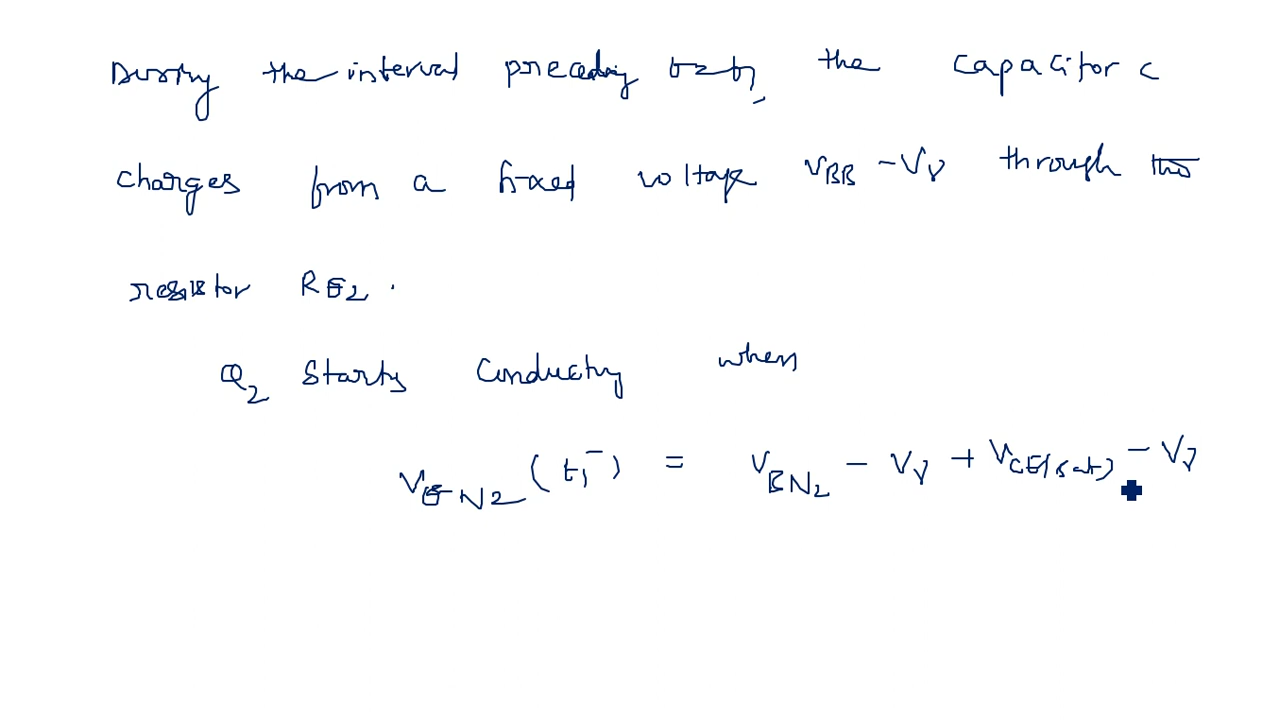 During the interval preceding t=t1, the capacitor C
charges from a fixed voltage VBB - Vγ through the
resistor RE2.
Q2 starts conducting when
VEN2 (t1⁻) = VBN2 - Vγ + VCE(sat) - Vγ